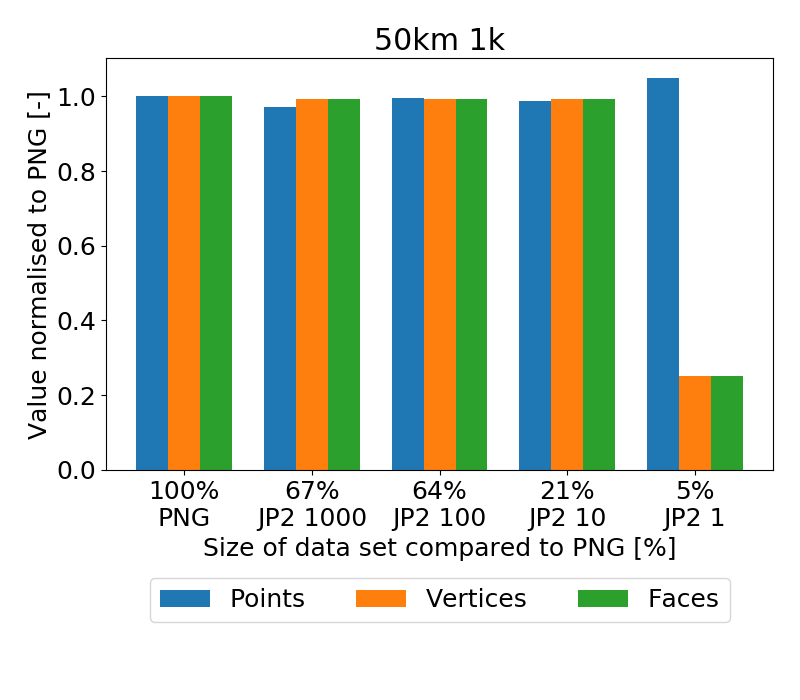 50km 1k
Value normalised to PNG [-]
1.0
0.8
0.6
0.4
0.2
0.0
100% 67% 64% 21% 5%
PNG JP2 1000 JP2 100 JP2 10 JP2 1
Size of data set compared to PNG [%]
Points Vertices Faces